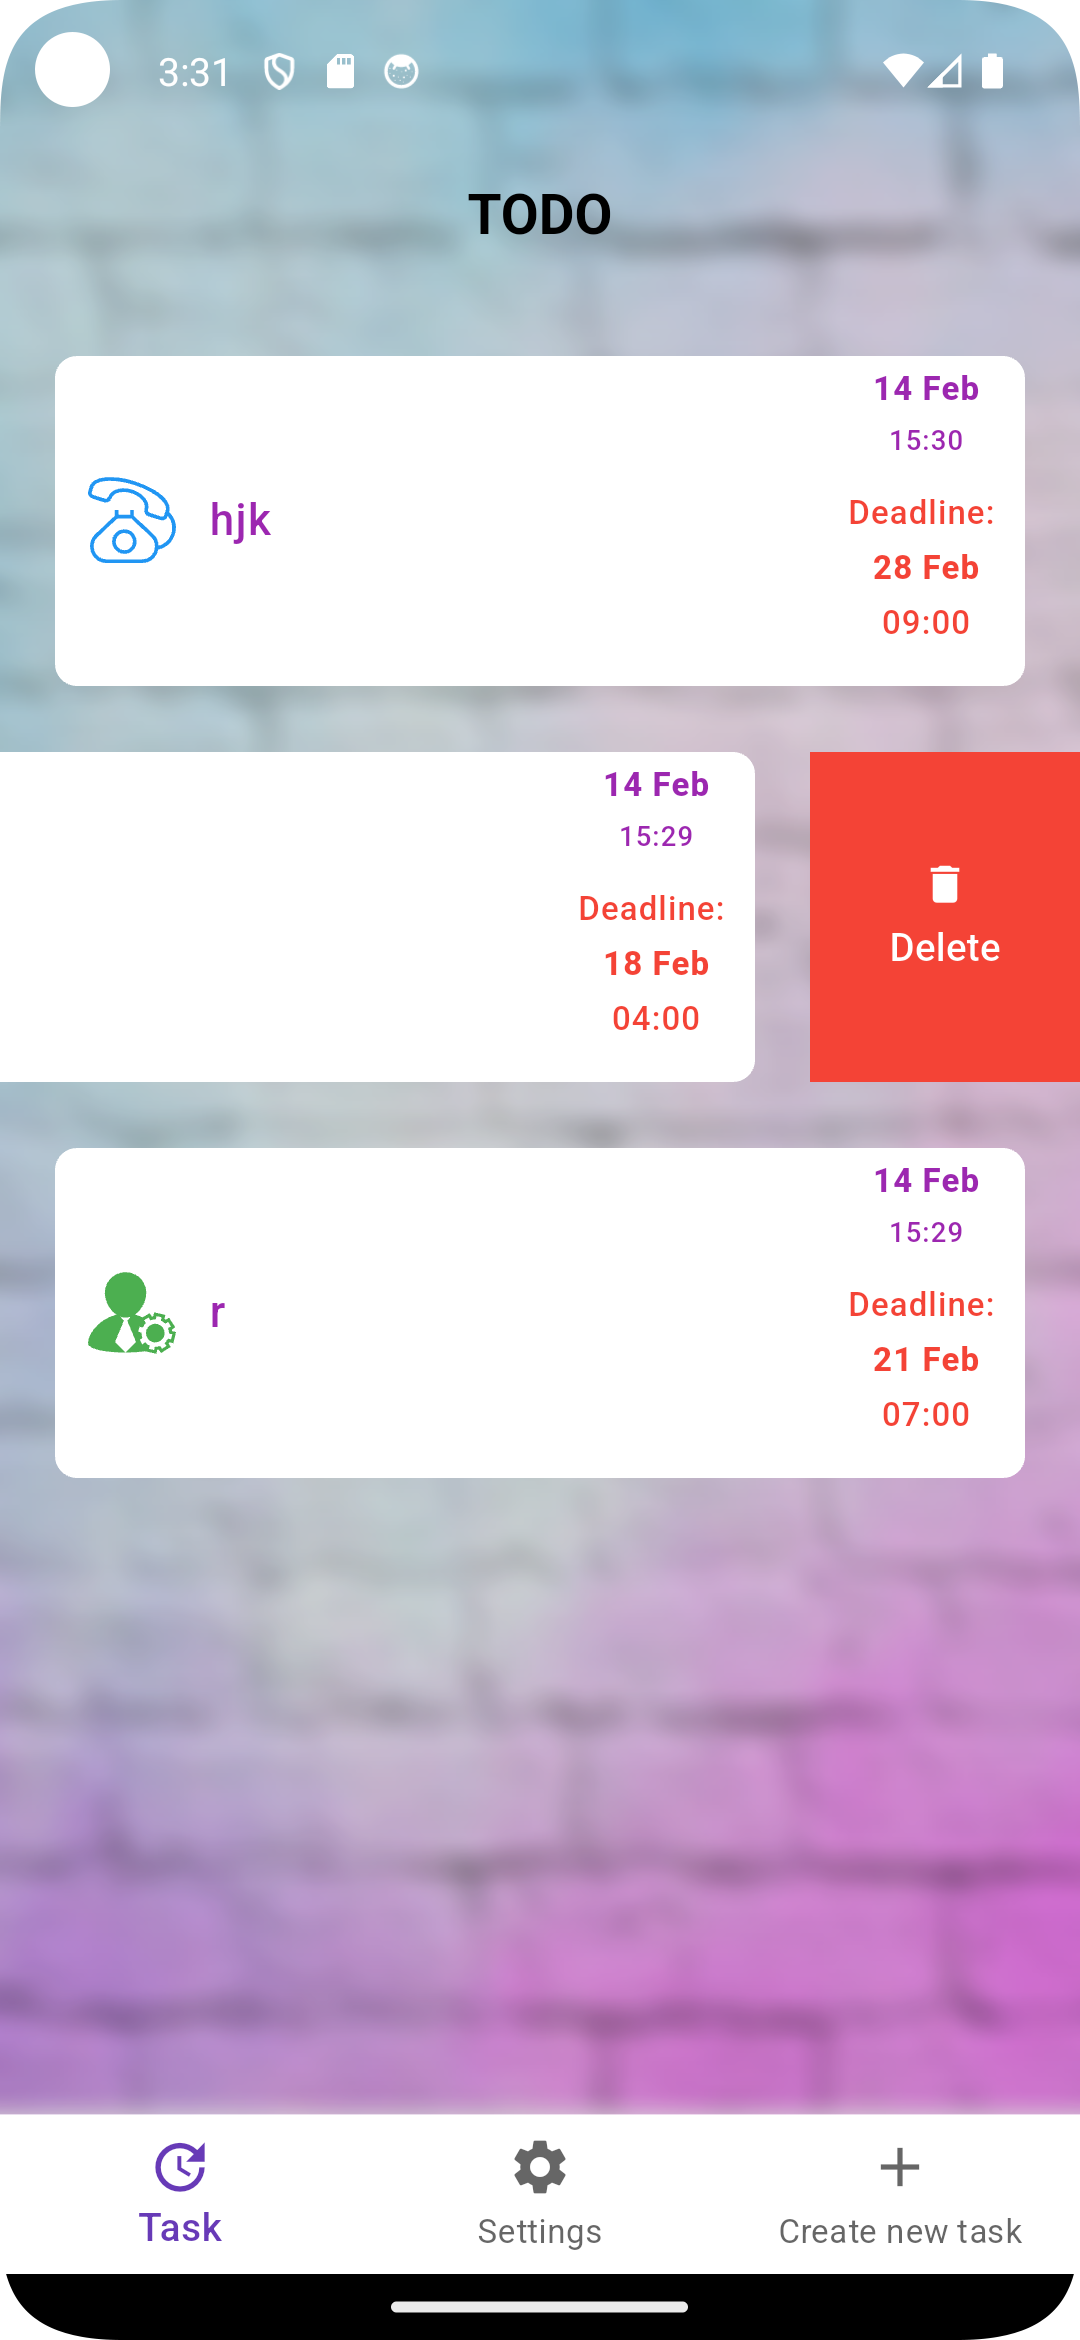 3:31
TODO
14 Feb
15:30
hjk
Deadline:
28 Feb
09:00
14 Feb
15:29
Deadline:
18 Feb
04:00
Delete
14 Feb
15:29
r
Deadline:
21 Feb
07:00
Task
Settings
Create new task